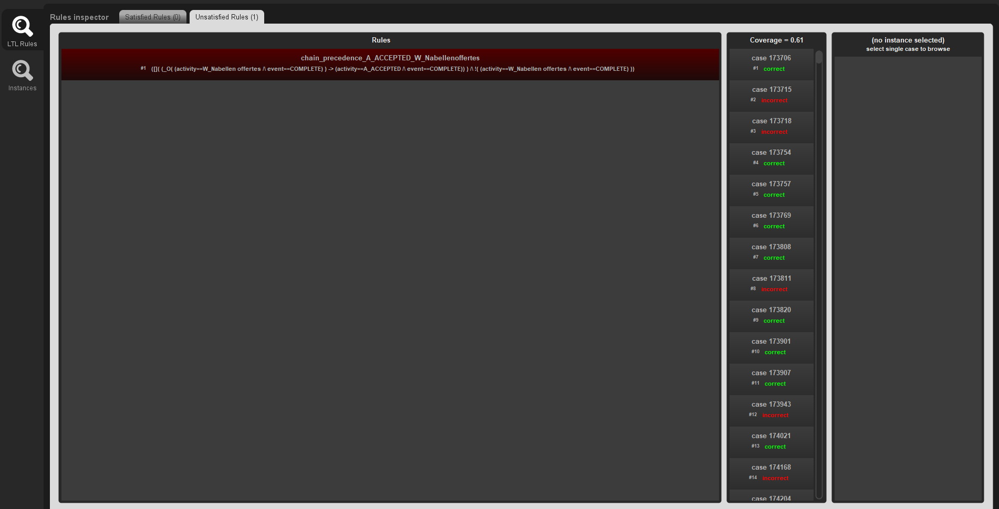 LTL Rules
Instances
Rules inspector
Satisfied Rules (0)
Unsatisfied Rules (1)
Rules
chain_precedence_A_ACCEPTED_W_Nabellenoffertes
#1 ([]( (_O( (activity==W_Nabellen offertes /\ event==COMPLETE) ) -> (activity==A_ACCEPTED /\ event==COMPLETE)) ) /\ !( (activity==W_Nabellen offertes /\ event==COMPLETE) ))
Coverage = 0.61
case 173706
#1 correct
case 173715
#2 incorrect
case 173718
#3 incorrect
case 173754
#4 correct
case 173757
#5 correct
case 173769
#6 correct
case 173808
#7 correct
case 173811
#8 incorrect
case 173820
#9 correct
case 173901
#10 correct
case 173907
#11 correct
case 173943
#12 incorrect
case 174021
#13 correct
case 174168
#14 incorrect
case 174204
(no instance selected)
select single case to browse